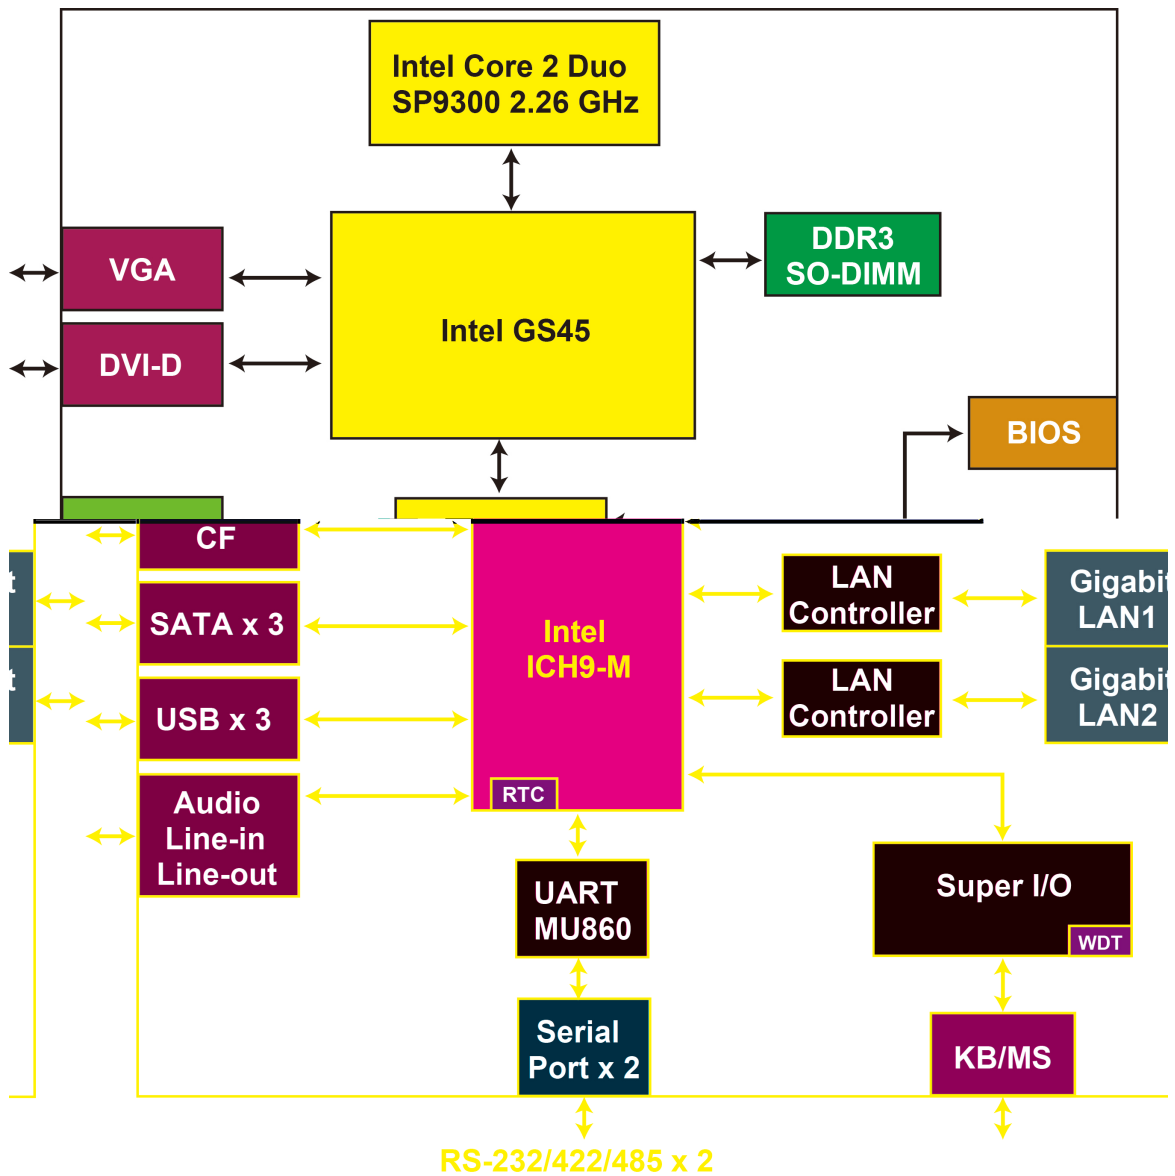 Intel Core 2 Duo
SP9300 2.26 GHz
VGA
DVI-D
Intel GS45
DDR3
SO-DIMM
BIOS
CF
SATA x 3
USB x 3
Audio
Line-in
Line-out
Intel
ICH9-M
RTC
LAN
Controller
Gigabit
LAN1
LAN
Controller
Gigabit
LAN2
UART
MU860
Super I/O
WDT
Serial
Port x 2
KB/MS
RS-232/422/485 x 2